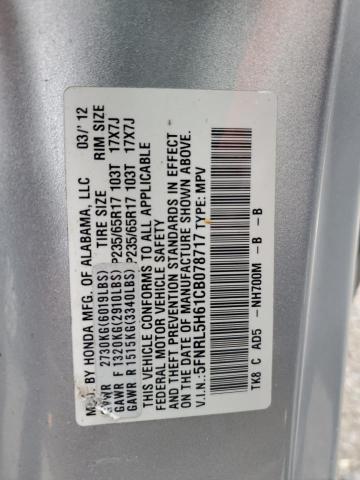 MFD. BY HONDA MFG. OF ALABAMA, LLC 03/'12
TIRE SIZE RIM SIZE
GVWR 2730KG(6019LBS)
GAWR F 1320KG(2910LBS) P235/65R17 103T 17X7J
GAWR R 1515KG(3340LBS) P235/65R17 103T 17X7J
THIS VEHICLE CONFORMS TO ALL APPLICABLE
FEDERAL MOTOR VEHICLE SAFETY, BUMPER,
AND THEFT PREVENTION STANDARDS IN EFFECT
ON THE DATE OF MANUFACTURE SHOWN ABOVE.
V.I.N.: 5FNRL5H61CB078717 TYPE: MPV
TK8 C AD5 - NH700M - B - B